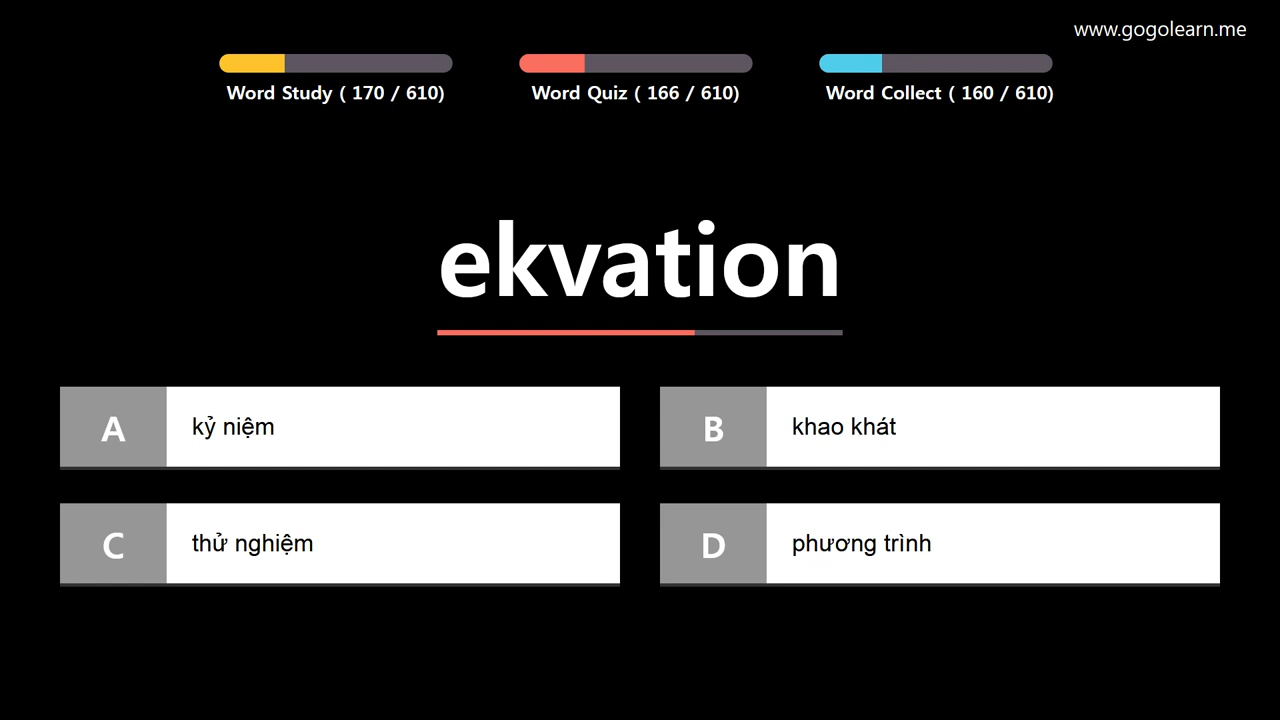 www.gogolearn.me
Word Study ( 170 / 610)
Word Quiz ( 166 / 610)
Word Collect ( 160 / 610)
ekvation
A kỷ niệm
B khao khát
C thử nghiệm
D phương trình